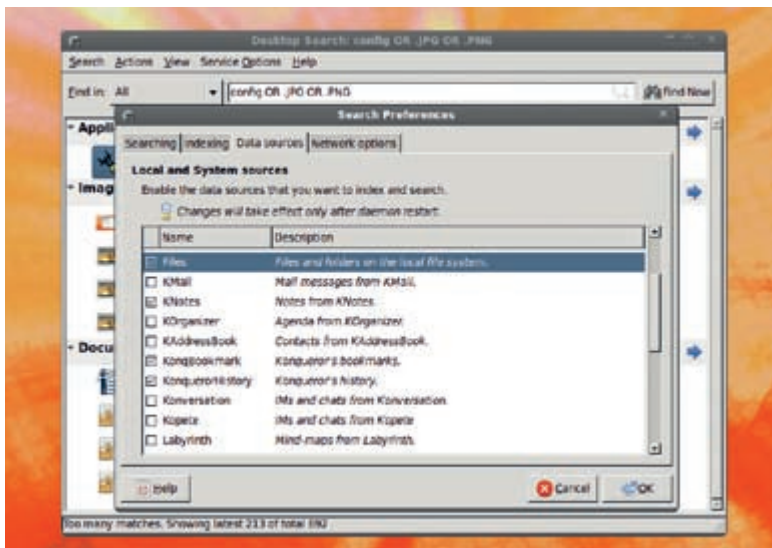 Desktop Search: config OR .JPG OR .PNG
Search Actions View Service Options Help
Find in: All config OR .JPG OR .PNG Find Now
Search Preferences
Appli
Searching Indexing Data sources Network options
Local and System sources
Enable the data sources that you want to index and search.
Imag
Changes will take effect only after daemon restart.
Name Description
Files Files and folders on the local file system.
KMail Mail messages from KMail.
KNotes Notes from KNotes.
KOrganizer Agenda from KOrganizer.
KAddressBook Contacts from KAddressBook.
Docu
KonqBookmark Konqueror's bookmarks.
KonquerorHistory Konqueror's history.
Konversation IMs and chats from Konversation.
Kopete IMs and chats from Kopete
Labyrinth Mind-maps from Labyrinth.
Help Cancel OK
Too many matches. Showing latest 213 of total